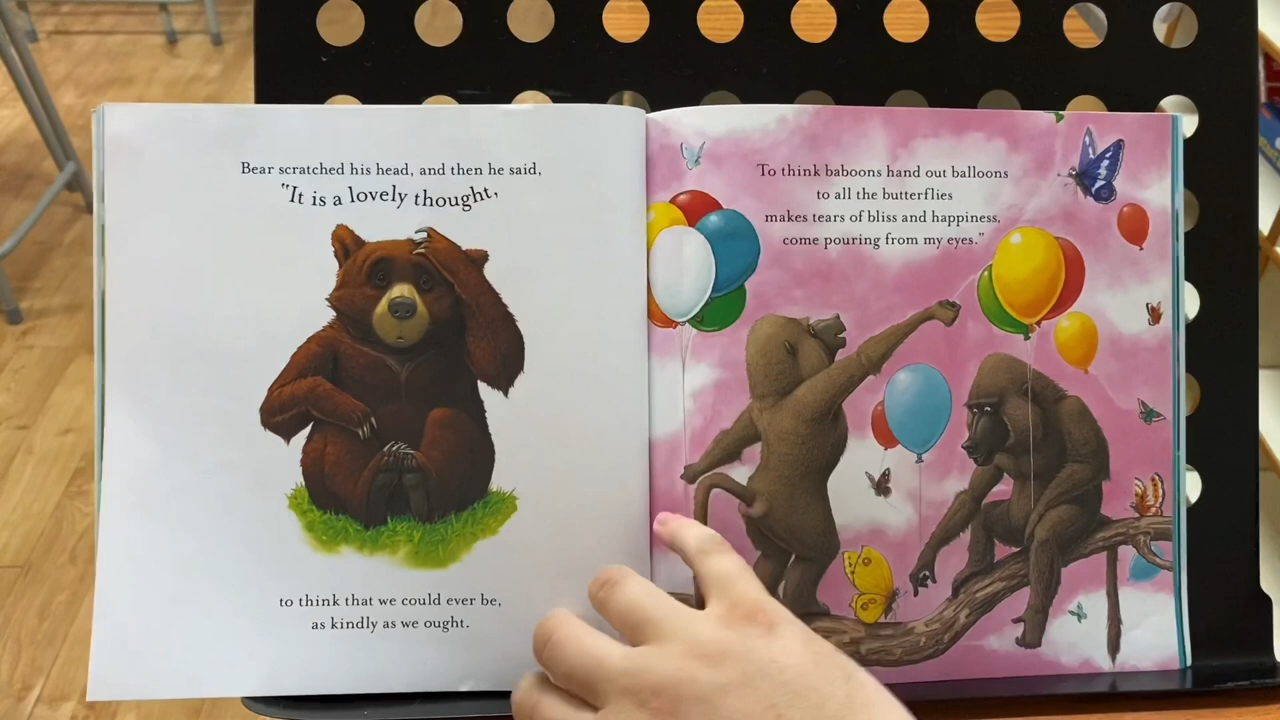 Bear scratched his head, and then he said,
"It is a lovely thought,
to think that we could ever be,
as kindly as we ought.
To think baboons hand out balloons
to all the butterflies
makes tears of bliss and happiness,
come pouring from my eyes."